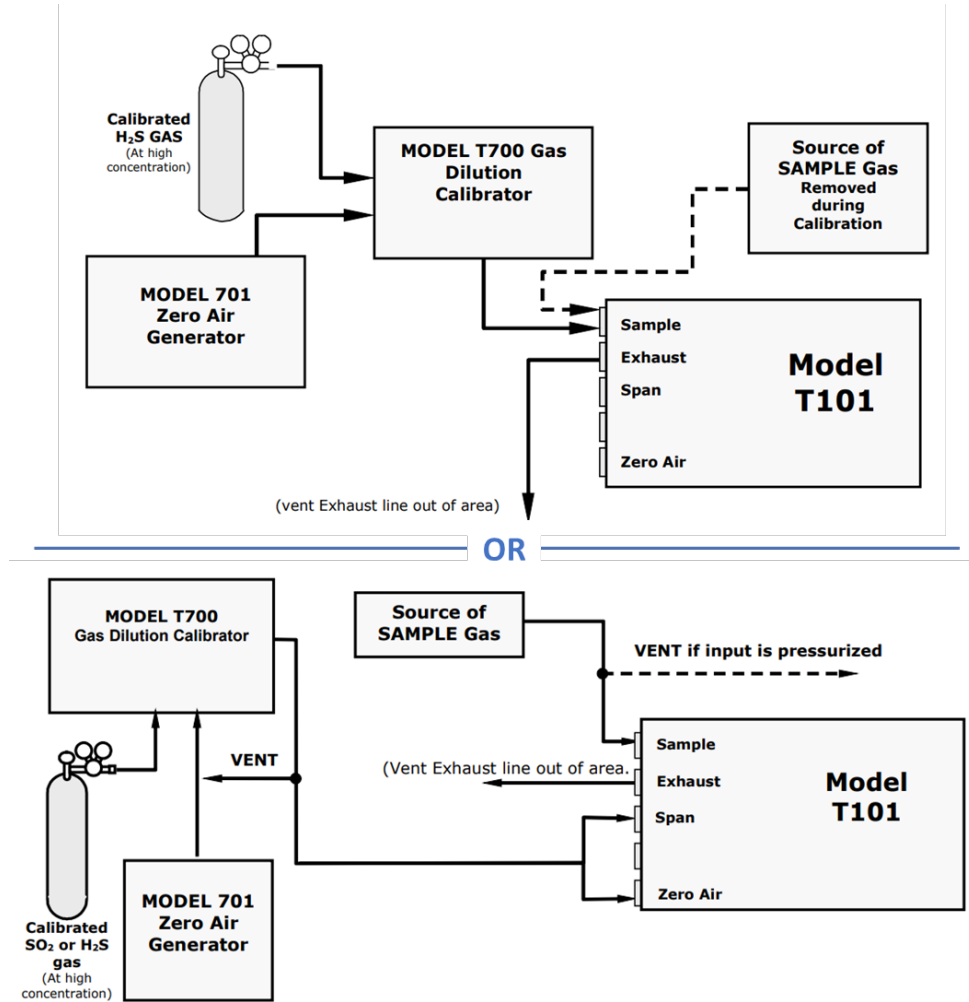 Calibrated
H₂S GAS
(At high
concentration)
MODEL T700 Gas
Dilution
Calibrator
Source of
SAMPLE Gas
Removed
during
Calibration
MODEL 701
Zero Air
Generator
Sample
Exhaust
Span
Zero Air
Model
T101
(vent Exhaust line out of area)
OR
MODEL T700
Gas Dilution Calibrator
Source of
SAMPLE Gas
VENT if input is pressurized
VENT
(Vent Exhaust line out of area.
Sample
Exhaust
Span
Zero Air
Model
T101
MODEL 701
Zero Air
Generator
Calibrated
SO₂ or H₂S
gas
(At high
concentration)